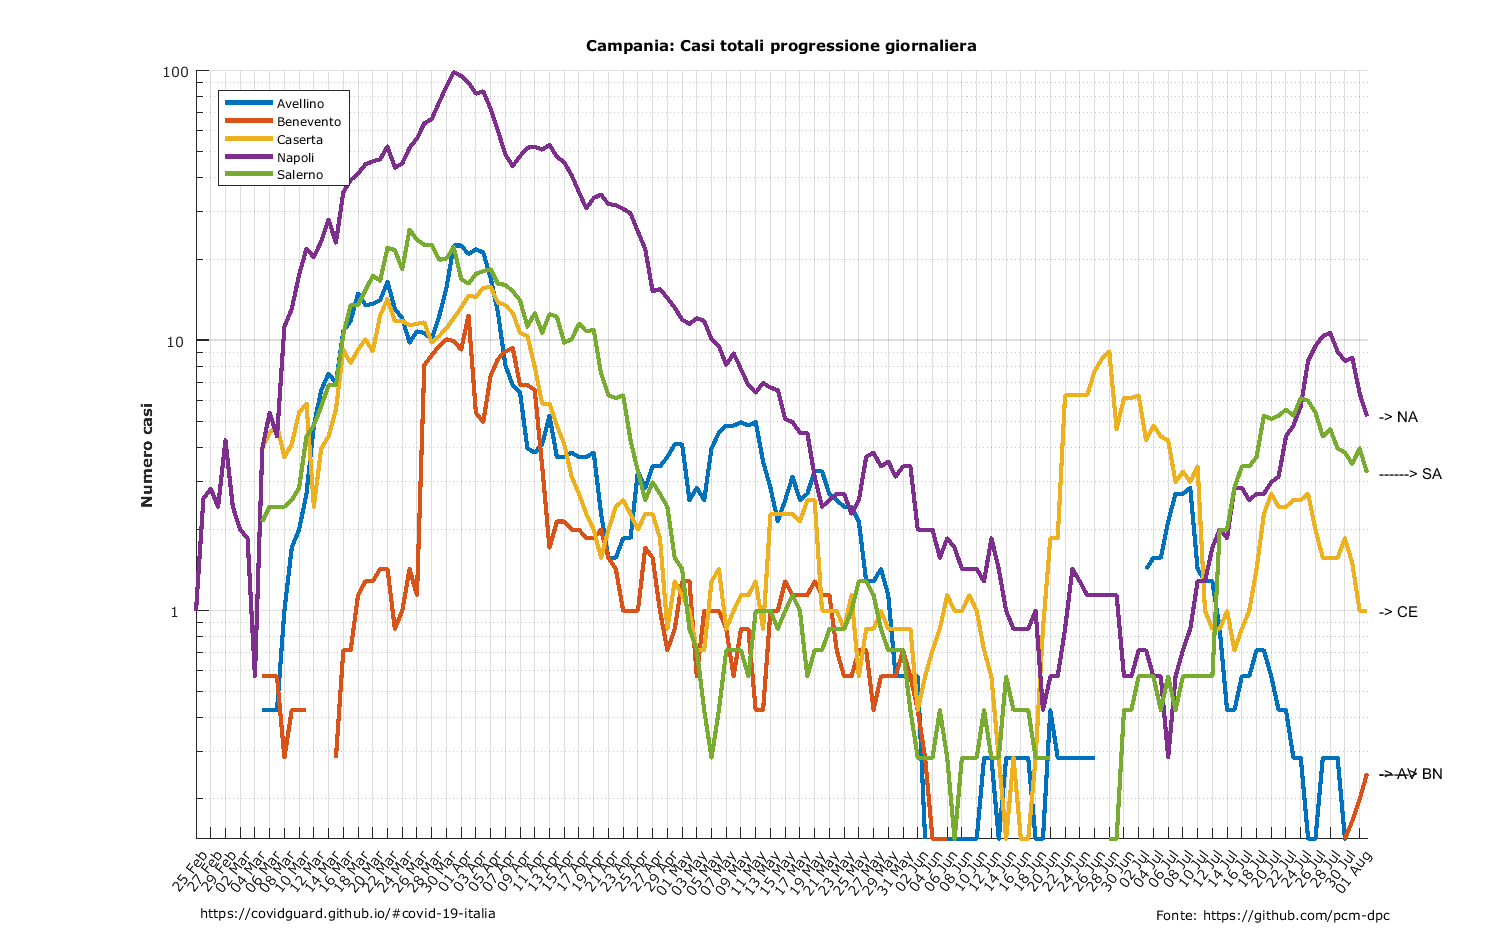 Campania: Casi totali progressione giornaliera
100
10
1
Numero casi
Avellino
Benevento
Caserta
Napoli
Salerno
-> NA
------> SA
-> CE
-> AV
BN
25 Feb
27 Feb
29 Feb
02 Mar
04 Mar
06 Mar
08 Mar
10 Mar
12 Mar
14 Mar
16 Mar
18 Mar
20 Mar
22 Mar
24 Mar
26 Mar
28 Mar
30 Mar
01 Apr
03 Apr
05 Apr
07 Apr
09 Apr
11 Apr
13 Apr
15 Apr
17 Apr
19 Apr
21 Apr
23 Apr
25 Apr
27 Apr
29 Apr
01 May
03 May
05 May
07 May
09 May
11 May
13 May
15 May
17 May
19 May
21 May
23 May
25 May
27 May
29 May
31 May
02 Jun
04 Jun
06 Jun
08 Jun
10 Jun
12 Jun
14 Jun
16 Jun
18 Jun
20 Jun
22 Jun
24 Jun
26 Jun
28 Jun
30 Jun
02 Jul
04 Jul
06 Jul
08 Jul
10 Jul
12 Jul
14 Jul
16 Jul
18 Jul
20 Jul
22 Jul
24 Jul
26 Jul
28 Jul
30 Jul
01 Aug
https://covidguard.github.io/#covid-19-italia
Fonte: https://github.com/pcm-dpc